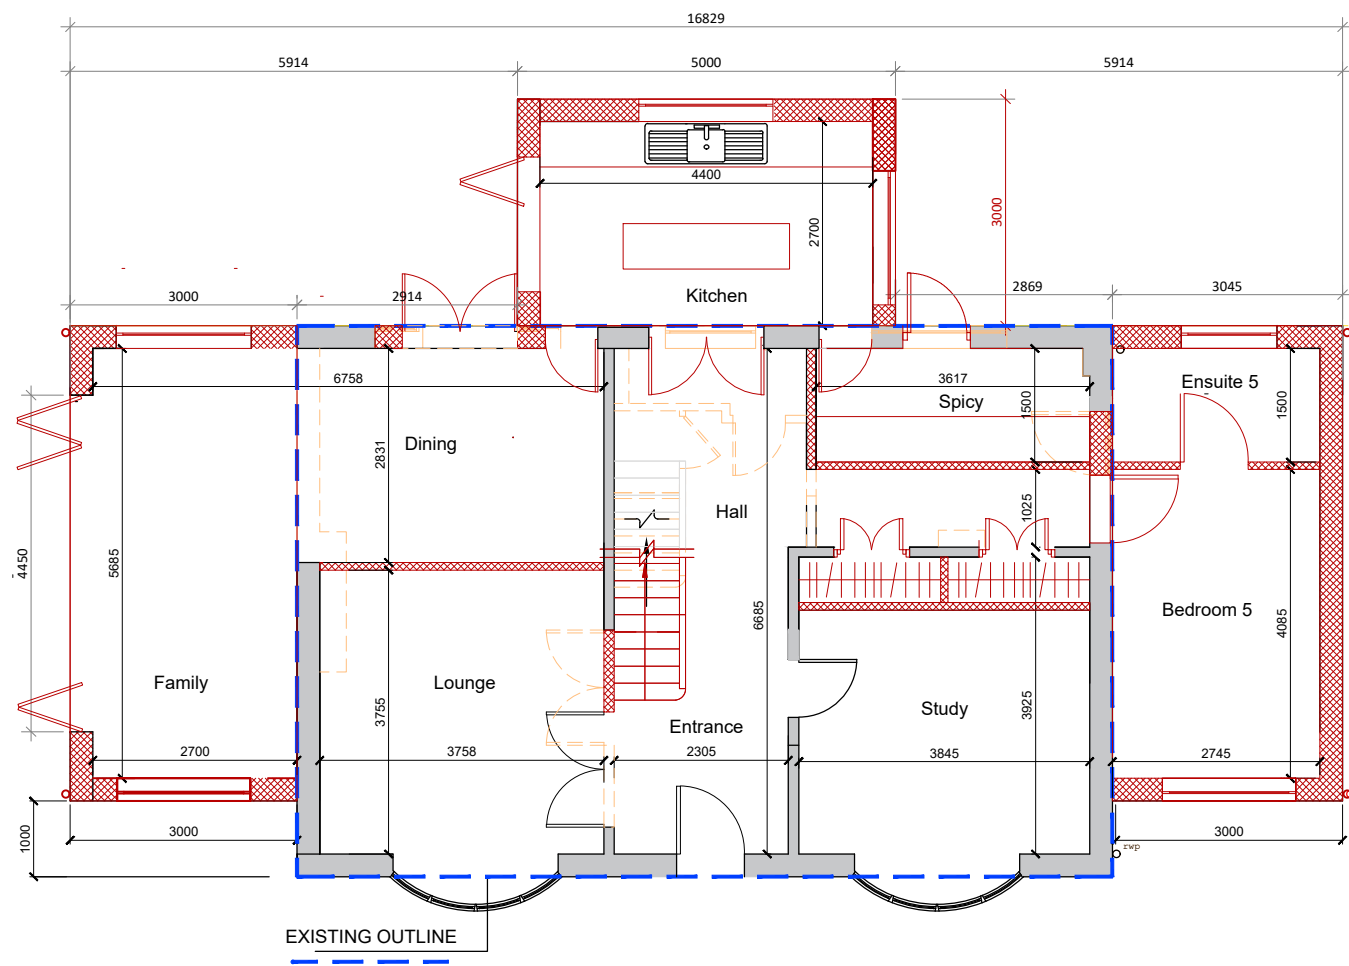 16829
5914
5000
5914
4400
2700
3000
Kitchen
3000
2914
2869
3045
6758
3617
Ensuite 5
Spicy
1500
1500
Dining
2831
Hall
1025
4450
5685
6685
Bedroom 5
4085
Family
Lounge
3755
Study
3925
Entrance
2700
3758
2305
3845
2745
1000
3000
3000
rwp
EXISTING OUTLINE